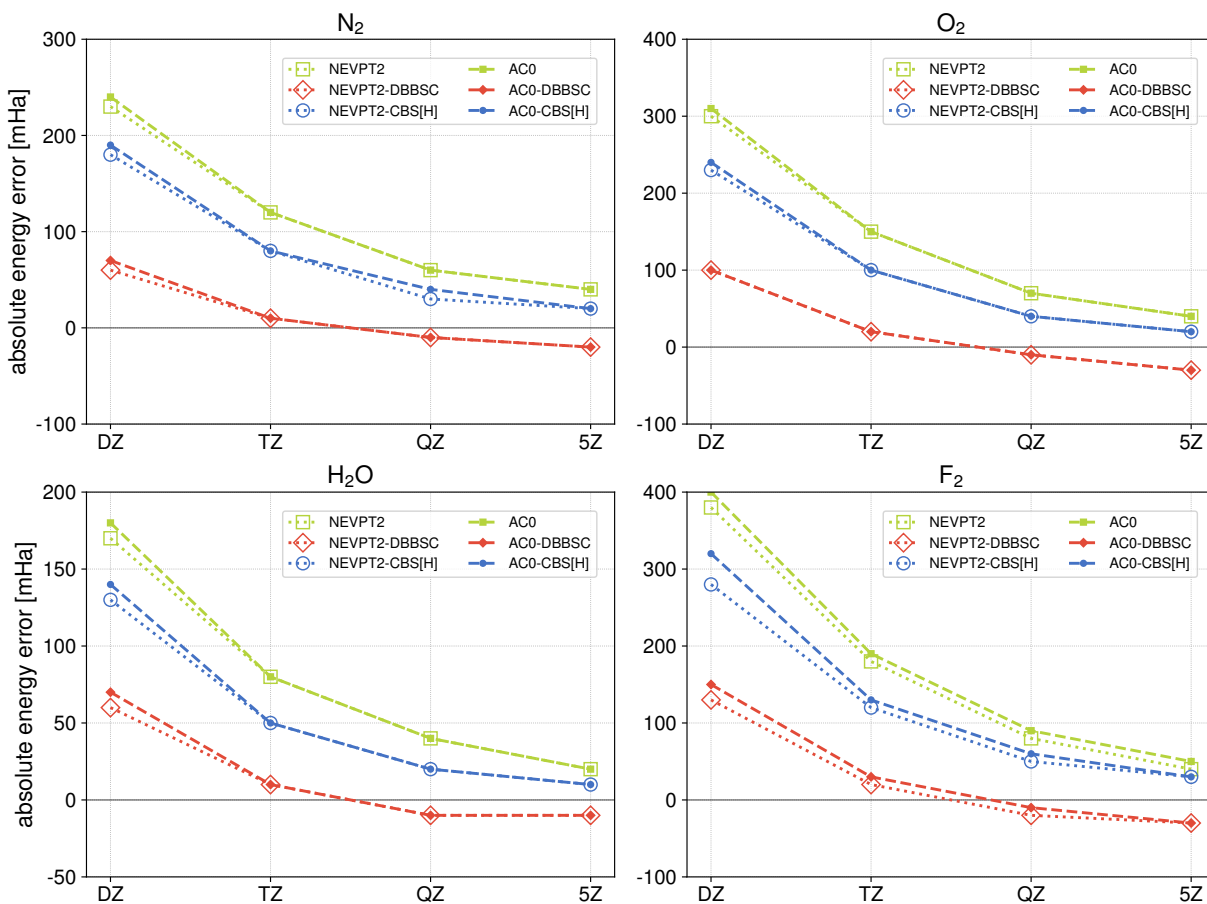 N₂
300
200
100
0
-100
absolute energy error [mHa]
NEVPT2
NEVPT2-DBBSC
NEVPT2-CBS[H]
AC0
AC0-DBBSC
AC0-CBS[H]
DZ TZ QZ 5Z
O₂
400
300
200
100
0
-100
NEVPT2
NEVPT2-DBBSC
NEVPT2-CBS[H]
AC0
AC0-DBBSC
AC0-CBS[H]
DZ TZ QZ 5Z
H₂O
200
150
100
50
0
-50
absolute energy error [mHa]
NEVPT2
NEVPT2-DBBSC
NEVPT2-CBS[H]
AC0
AC0-DBBSC
AC0-CBS[H]
DZ TZ QZ 5Z
F₂
400
300
200
100
0
-100
NEVPT2
NEVPT2-DBBSC
NEVPT2-CBS[H]
AC0
AC0-DBBSC
AC0-CBS[H]
DZ TZ QZ 5Z